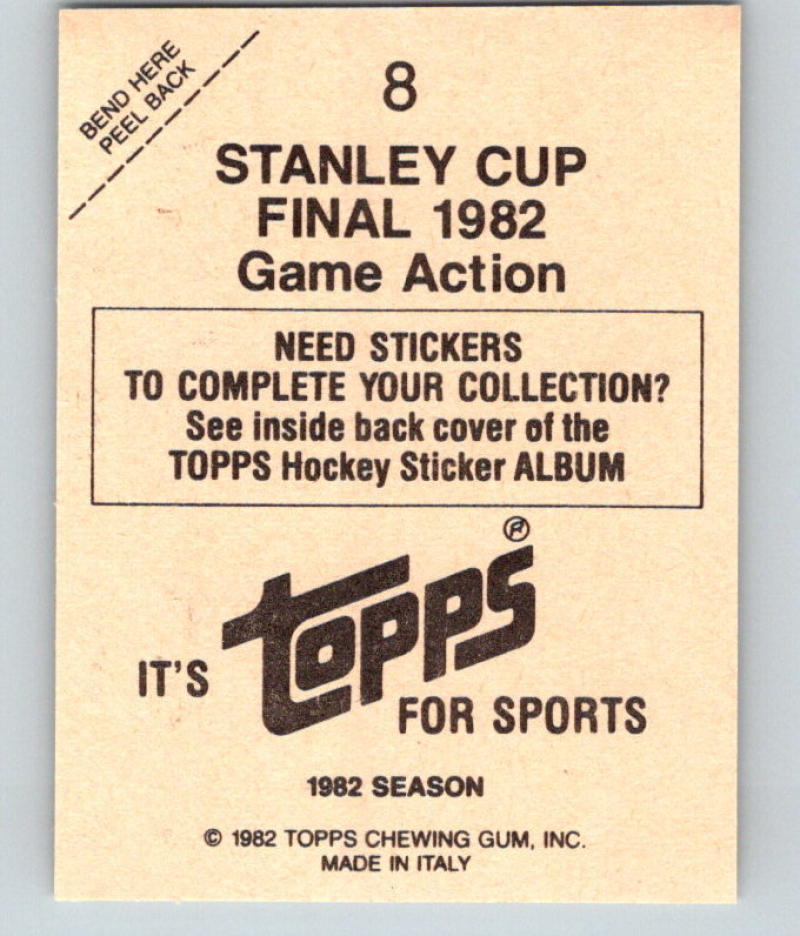 BEND HERE
PEEL BACK
8
STANLEY CUP
FINAL 1982
Game Action
NEED STICKERS
TO COMPLETE YOUR COLLECTION?
See inside back cover of the
TOPPS Hockey Sticker ALBUM
IT'S topps®
FOR SPORTS
1982 SEASON
© 1982 TOPPS CHEWING GUM, INC.
MADE IN ITALY